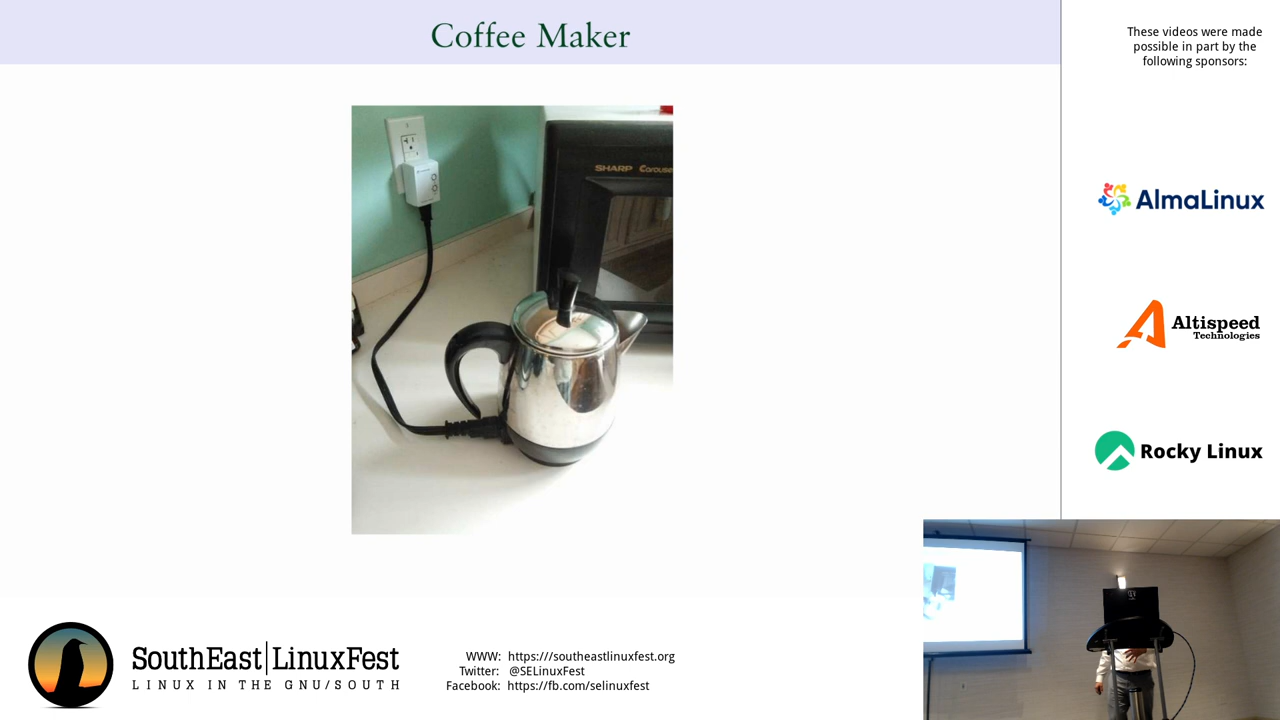 Coffee Maker
SHARP Carouse
These videos were made
possible in part by the
following sponsors:
AlmaLinux
Altispeed
Technologies
Rocky Linux
SouthEast|LinuxFest
LINUX IN THE GNU/SOUTH
WWW: https:///southeastlinuxfest.org
Twitter: @SELinuxFest
Facebook: https://fb.com/selinuxfest